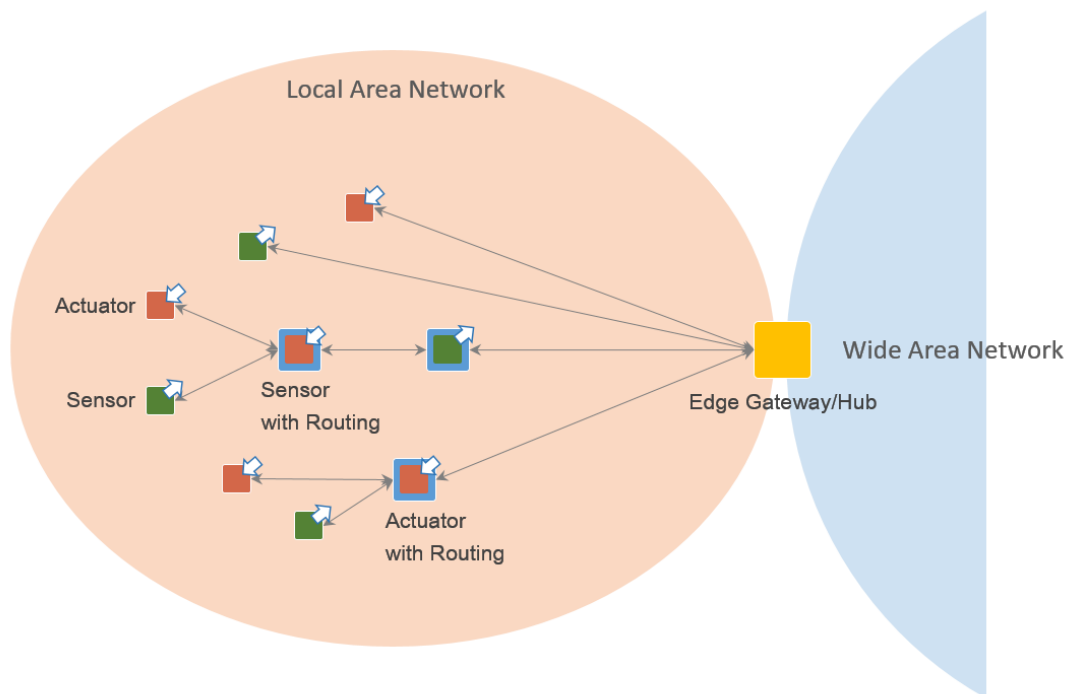 Local Area Network
Actuator
Sensor
Sensor
with Routing
Actuator
with Routing
Edge Gateway/Hub
Wide Area Network